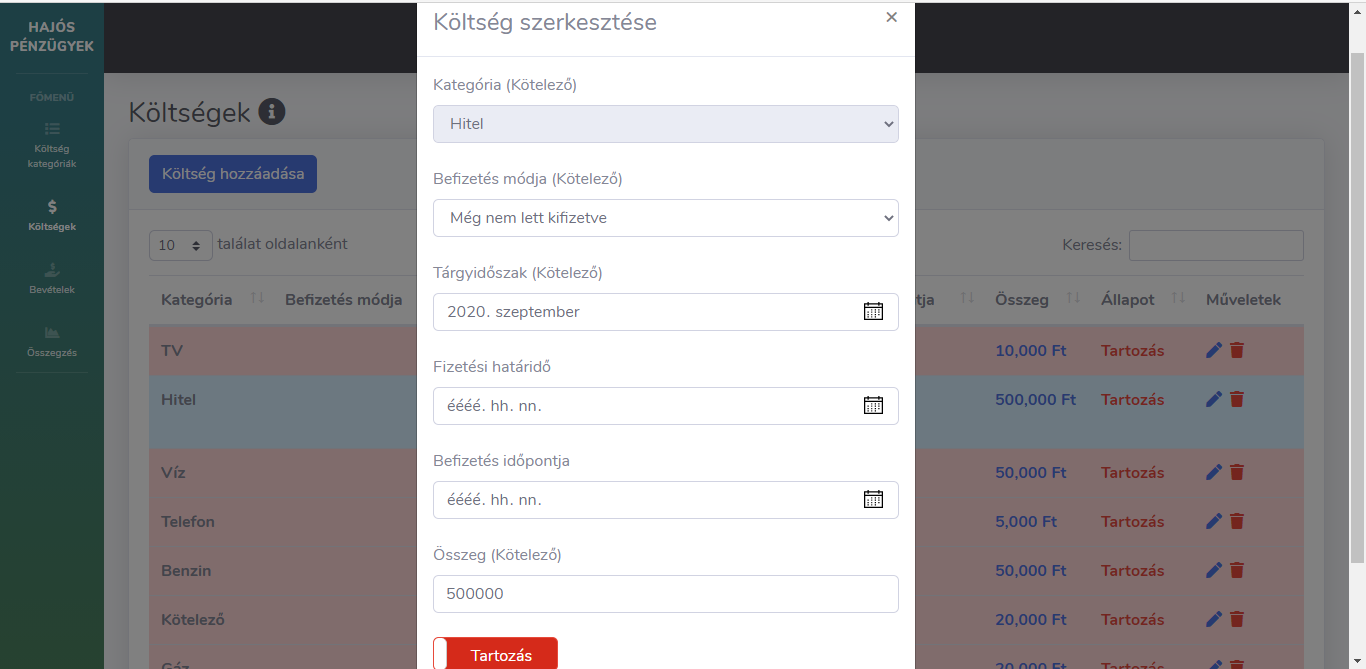 HAJÓS
PÉNZÜGYEK
FŐMENÜ
Költség
kategóriák
Költségek
Bevételek
Összegzés
Költségek
Költség hozzáadása
10 találat oldalanként
Keresés:
Kategória Befizetés módja tja Összeg Állapot Műveletek
TV 10,000 Ft Tartozás
Hitel 500,000 Ft Tartozás
Víz 50,000 Ft Tartozás
Telefon 5,000 Ft Tartozás
Benzin 50,000 Ft Tartozás
Kötelező 20,000 Ft Tartozás
Gáz 20,000 Ft Tartozás
Költség szerkesztése ×
Kategória (Kötelező)
Hitel
Befizetés módja (Kötelező)
Még nem lett kifizetve
Tárgyidőszak (Kötelező)
2020. szeptember
Fizetési határidő
éééé. hh. nn.
Befizetés időpontja
éééé. hh. nn.
Összeg (Kötelező)
500000
Tartozás